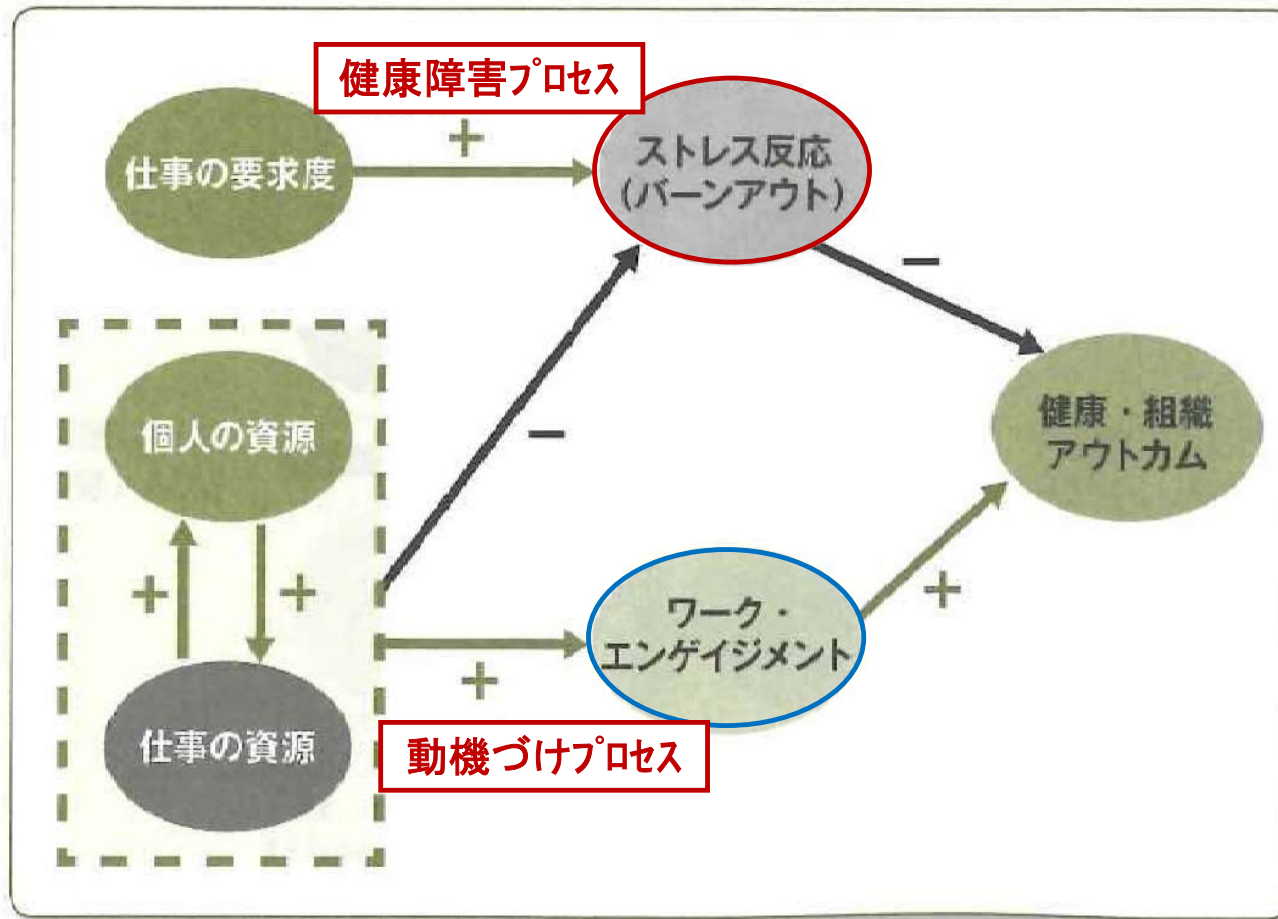 健康障害プロセス
仕事の要求度
+
ストレス反応
(バーンアウト)
−
個人の資源
−
健康・組織
アウトカム
+
+
ワーク・
エンゲイジメント
+
+
仕事の資源
動機づけプロセス